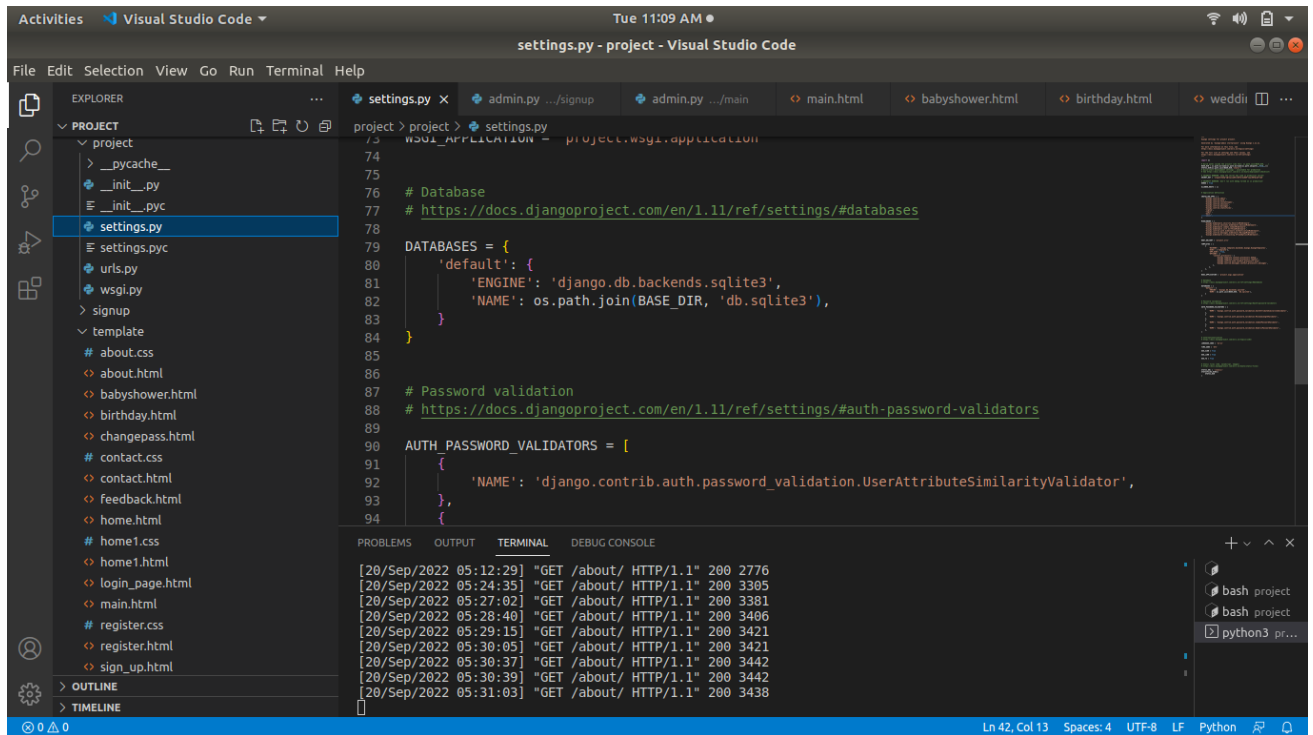 Activities Visual Studio Code Tue 11:09 AM
settings.py - project - Visual Studio Code
File Edit Selection View Go Run Terminal Help
EXPLORER ...
PROJECT
project
__pycache__
__init__.py
__init__.pyc
settings.py
settings.pyc
urls.py
wsgi.py
signup
template
about.css
about.html
babyshower.html
birthday.html
changepass.html
contact.css
contact.html
feedback.html
home.html
home1.css
home1.html
login_page.html
main.html
register.css
register.html
sign_up.html
OUTLINE
TIMELINE
settings.py admin.py .../signup admin.py .../main main.html babyshower.html birthday.html weddi ...
project > project > settings.py
73 WSGI_APPLICATION = 'project.wsgi.application'
74
75
76 # Database
77 # https://docs.djangoproject.com/en/1.11/ref/settings/#databases
78
79 DATABASES = {
80 'default': {
81 'ENGINE': 'django.db.backends.sqlite3',
82 'NAME': os.path.join(BASE_DIR, 'db.sqlite3'),
83 }
84 }
85
86
87 # Password validation
88 # https://docs.djangoproject.com/en/1.11/ref/settings/#auth-password-validators
89
90 AUTH_PASSWORD_VALIDATORS = [
91 {
92 'NAME': 'django.contrib.auth.password_validation.UserAttributeSimilarityValidator',
93 },
94 {
PROBLEMS OUTPUT TERMINAL DEBUG CONSOLE
[20/Sep/2022 05:12:29] "GET /about/ HTTP/1.1" 200 2776
[20/Sep/2022 05:24:35] "GET /about/ HTTP/1.1" 200 3305
[20/Sep/2022 05:27:02] "GET /about/ HTTP/1.1" 200 3381
[20/Sep/2022 05:28:40] "GET /about/ HTTP/1.1" 200 3406
[20/Sep/2022 05:29:15] "GET /about/ HTTP/1.1" 200 3421
[20/Sep/2022 05:30:05] "GET /about/ HTTP/1.1" 200 3421
[20/Sep/2022 05:30:37] "GET /about/ HTTP/1.1" 200 3442
[20/Sep/2022 05:30:39] "GET /about/ HTTP/1.1" 200 3442
[20/Sep/2022 05:31:03] "GET /about/ HTTP/1.1" 200 3438
bash project
bash project
python3 pr...
0 0 Ln 42, Col 13 Spaces: 4 UTF-8 LF Python